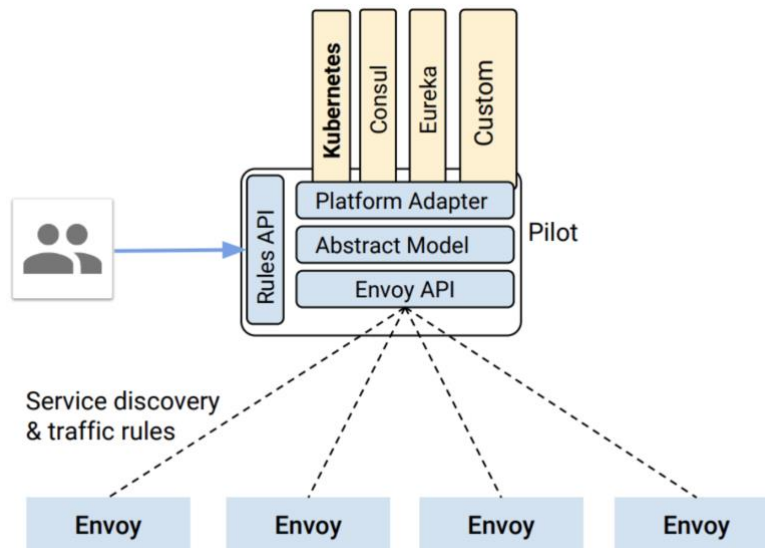 Kubernetes
Consul
Eureka
Custom
Rules API
Platform Adapter
Abstract Model
Envoy API
Pilot
Service discovery
& traffic rules
Envoy
Envoy
Envoy
Envoy